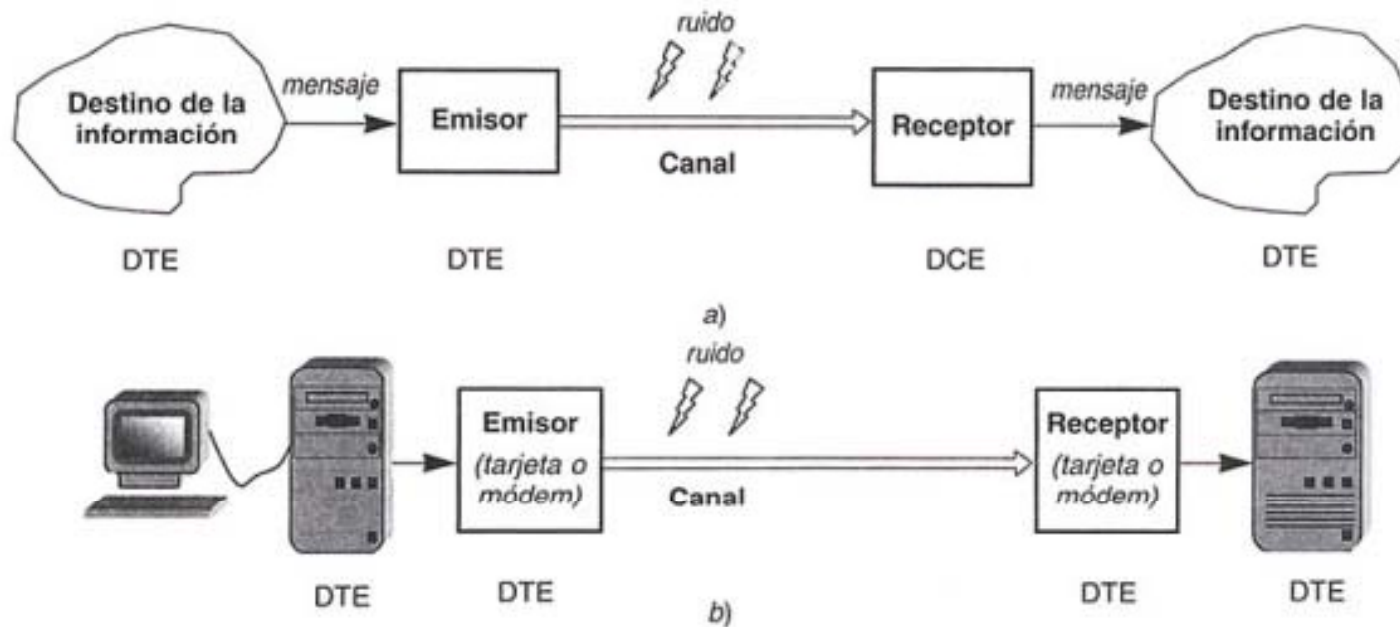 ruido
mensaje
Destino de la
información
Emisor
Canal
Receptor
mensaje
Destino de la
información
DTE
DTE
DCE
DTE
a)
ruido
Emisor
(tarjeta o
módem)
Canal
Receptor
(tarjeta o
módem)
DTE
DTE
DTE
DTE
b)